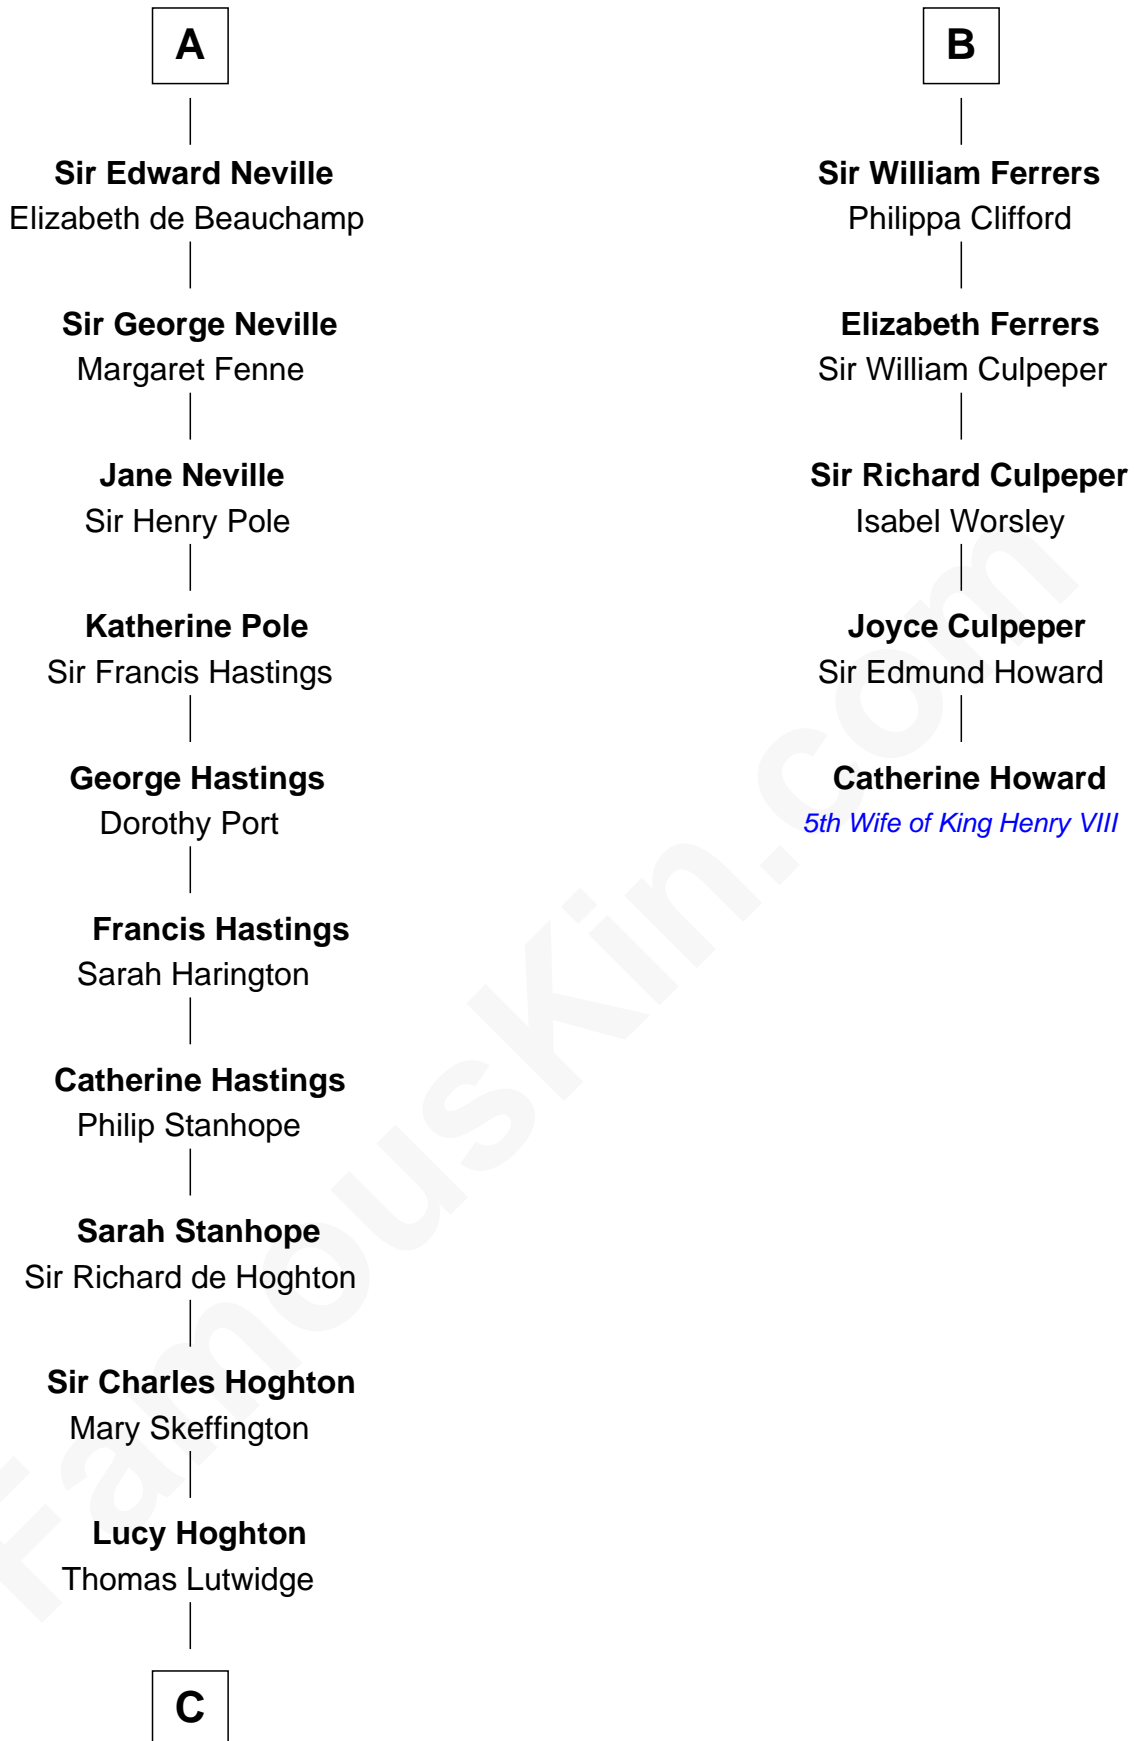 A
Sir Edward Neville
Elizabeth de Beauchamp
Sir George Neville
Margaret Fenne
Jane Neville
Sir Henry Pole
Katherine Pole
Sir Francis Hastings
George Hastings
Dorothy Port
Francis Hastings
Sarah Harington
Catherine Hastings
Philip Stanhope
Sarah Stanhope
Sir Richard de Hoghton
Sir Charles Hoghton
Mary Skeffington
Lucy Hoghton
Thomas Lutwidge
C
B
Sir William Ferrers
Philippa Clifford
Elizabeth Ferrers
Sir William Culpeper
Sir Richard Culpeper
Isabel Worsley
Joyce Culpeper
Sir Edmund Howard
Catherine Howard
5th Wife of King Henry VIII
FamousKin.com